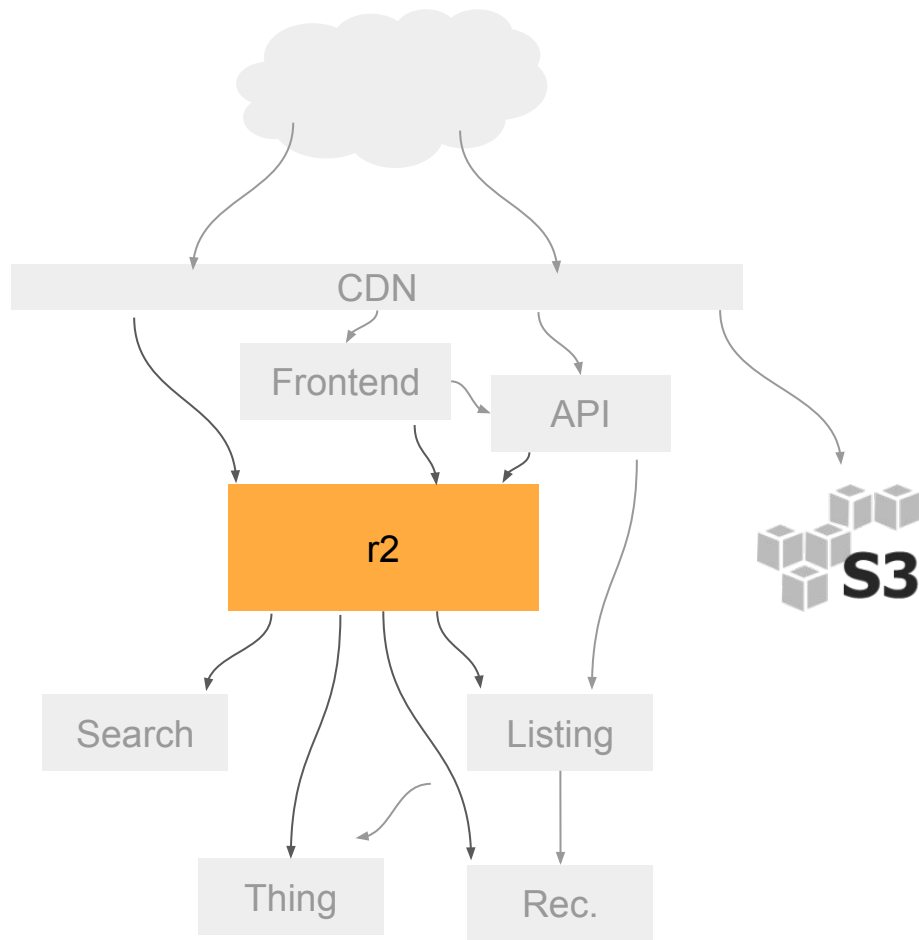 CDN
Frontend
API
r2
S3
Search
Listing
Thing
Rec.